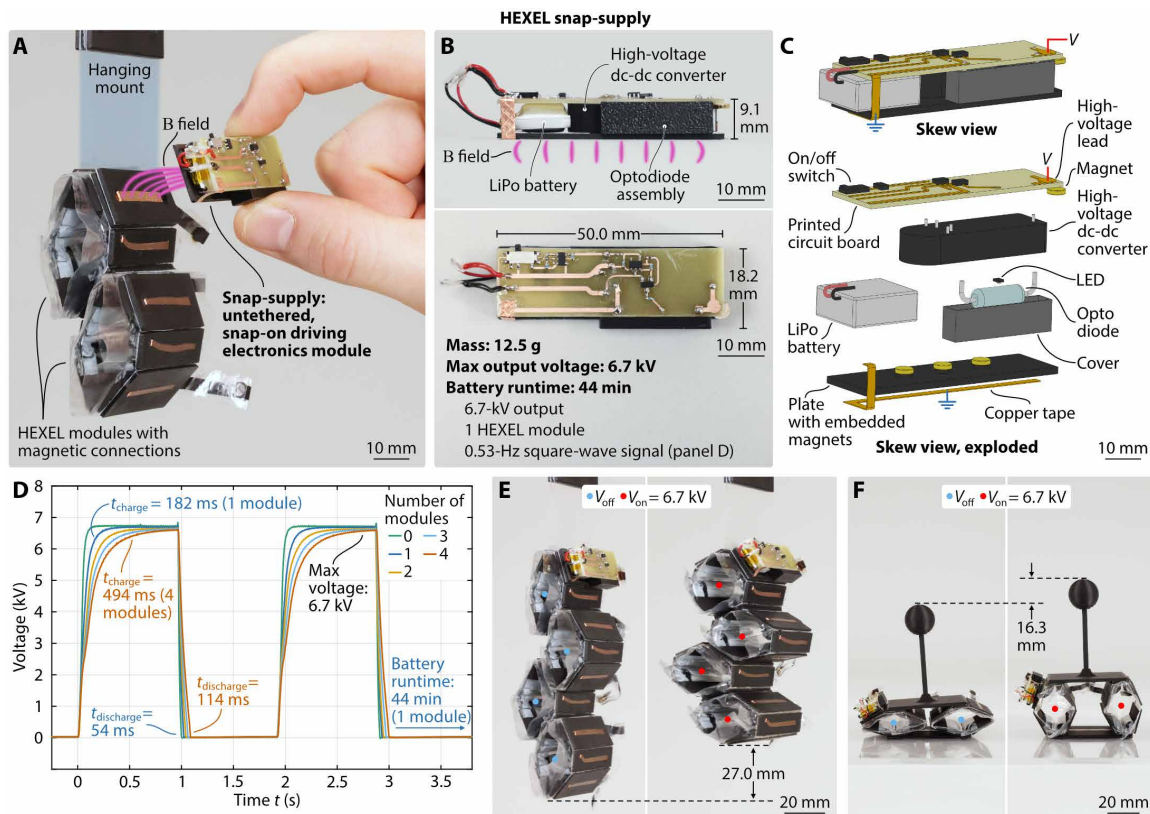 HEXEL snap-supply
A
Hanging
mount
B field
Snap-supply:
untethered,
snap-on driving
electronics module
HEXEL modules with
magnetic connections
10 mm
B
High-voltage
dc-dc converter
9.1
mm
B field
LiPo battery
Optodiode
assembly
10 mm
50.0 mm
18.2
mm
10 mm
Mass: 12.5 g
Max output voltage: 6.7 kV
Battery runtime: 44 min
6.7-kV output
1 HEXEL module
0.53-Hz square-wave signal (panel D)
C
V
Skew view
High-
voltage
lead
On/off
switch
V
Magnet
Printed
circuit board
High-
voltage
dc-dc
converter
LED
Opto
diode
LiPo
battery
Cover
Plate
with embedded
magnets
Copper tape
Skew view, exploded
10 mm
D
Voltage (kV)
8
7
6
5
4
3
2
1
0
tcharge = 182 ms (1 module)
Number of
modules
0 3
1 4
2
tcharge =
494 ms (4
modules)
Max
voltage:
6.7 kV
tdischarge =
114 ms
tdischarge =
54 ms
Battery
runtime:
44 min
(1 module)
0 0.5 1 1.5 2 2.5 3 3.5
Time t (s)
E
Voff Von = 6.7 kV
27.0 mm
20 mm
F
Voff Von = 6.7 kV
16.3
mm
20 mm